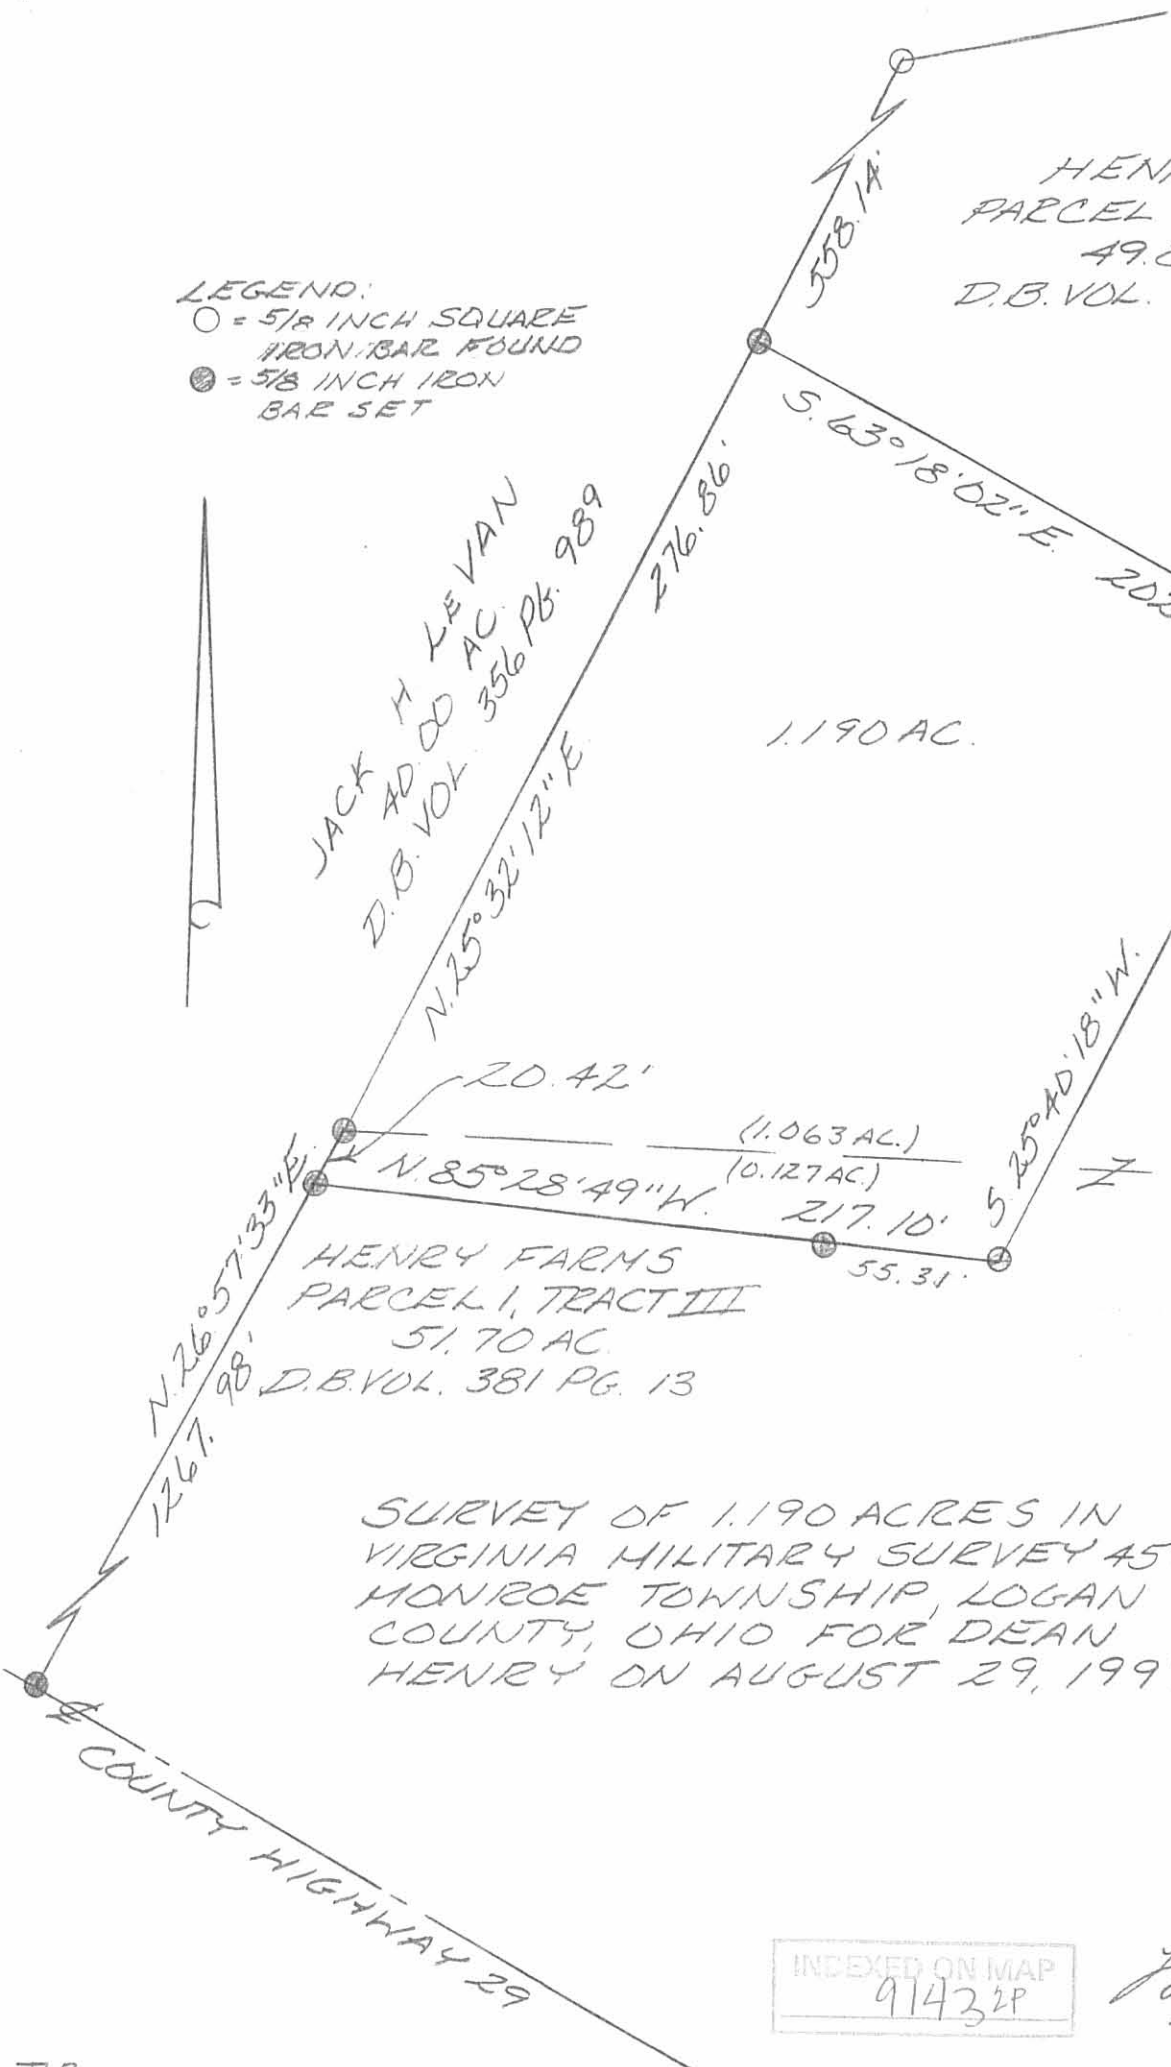 558.14'
HEN
PARCEL
49.
D.B. VOL.
LEGEND:
○ = 5/8 INCH SQUARE
IRON BAR FOUND
● = 5/8 INCH IRON
BAR SET
S. 63° 18' 02" E. 202
276.86'
JACK H LEVAN
40.00 AC.
D.B. VOL. 356 PG. 989
1.190 AC.
N. 25° 32' 12" E
S. 25° 40' 18" W.
20.42'
(1.063 AC.)
(0.127 AC.)
N. 85° 28' 49" W. 217.10'
55.31'
N. 26° 57' 33" E.
1267.98'
HENRY FARMS
PARCEL 1, TRACT III
51.70 AC.
D.B. VOL. 381 PG. 13
SURVEY OF 1.190 ACRES IN
VIRGINIA MILITARY SURVEY 45
MONROE TOWNSHIP, LOGAN
COUNTY, OHIO FOR DEAN
HENRY ON AUGUST 29, 199
℄ COUNTY HIGHWAY 29
INDEXED ON MAP
9143 2P